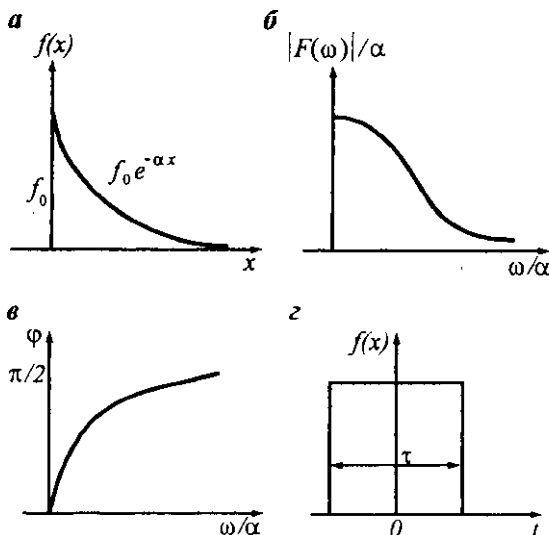 а
f(x)
f₀
f₀e^{-αx}
x
б
|F(ω)|/α
ω/α
в
φ
π/2
ω/α
г
f(x)
τ
0
t